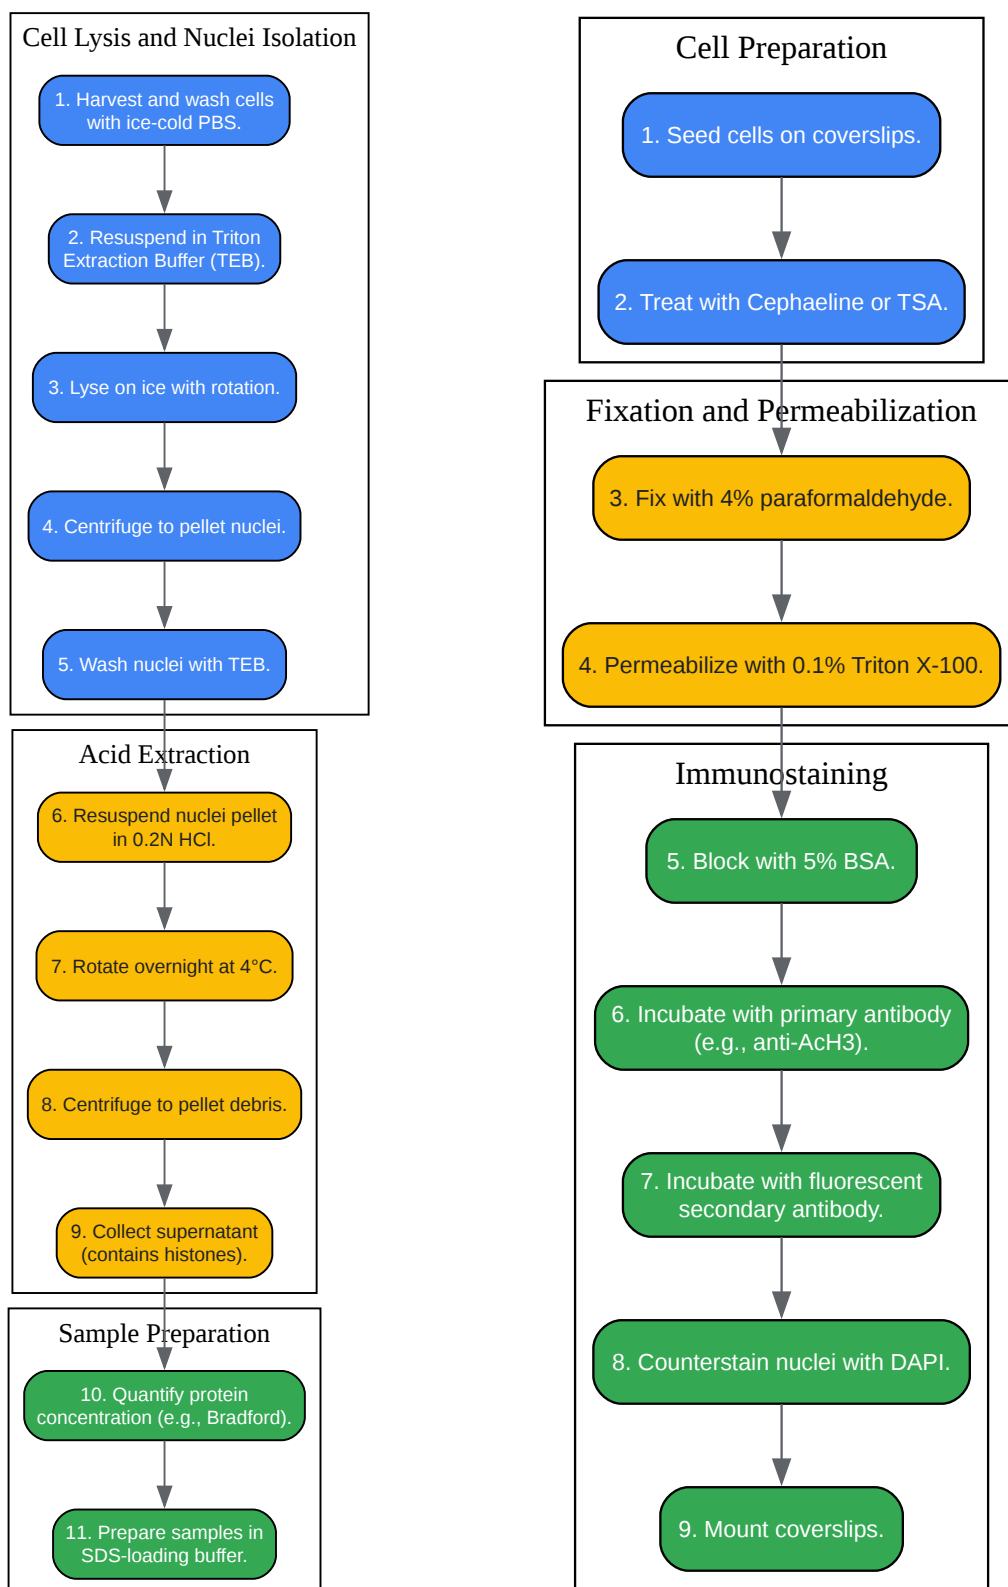 Cell Lysis and Nuclei Isolation
1. Harvest and wash cells
with ice-cold PBS.
2. Resuspend in Triton
Extraction Buffer (TEB).
3. Lyse on ice with rotation.
4. Centrifuge to pellet nuclei.
5. Wash nuclei with TEB.
Acid Extraction
6. Resuspend nuclei pellet
in 0.2N HCl.
7. Rotate overnight at 4°C.
8. Centrifuge to pellet debris.
9. Collect supernatant
(contains histones).
Sample Preparation
10. Quantify protein
concentration (e.g., Bradford).
11. Prepare samples in
SDS-loading buffer.
Cell Preparation
1. Seed cells on coverslips.
2. Treat with Cephaeline or TSA.
Fixation and Permeabilization
3. Fix with 4% paraformaldehyde.
4. Permeabilize with 0.1% Triton X-100.
Immunostaining
5. Block with 5% BSA.
6. Incubate with primary antibody
(e.g., anti-AcH3).
7. Incubate with fluorescent
secondary antibody.
8. Counterstain nuclei with DAPI.
9. Mount coverslips.